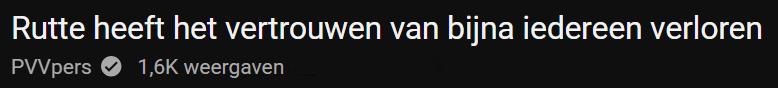 Rutte heeft het vertrouwen van bijna iedereen verloren
PVVpers 1,6K weergaven